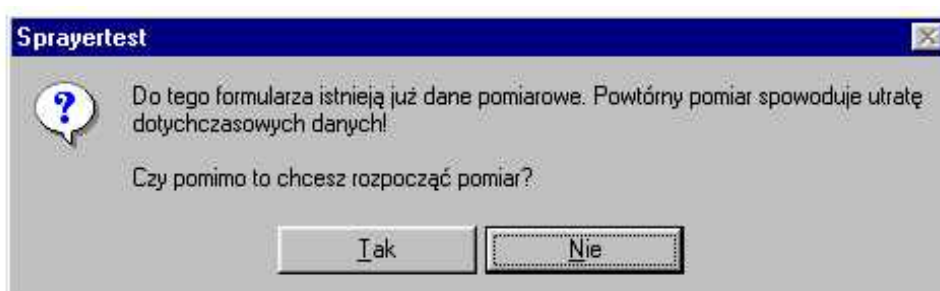 Sprayertest
Do tego formularza istnieją już dane pomiarowe. Powtórny pomiar spowoduje utratę
dotychczasowych danych!
Czy pomimo to chcesz rozpocząć pomiar?
Tak
Nie